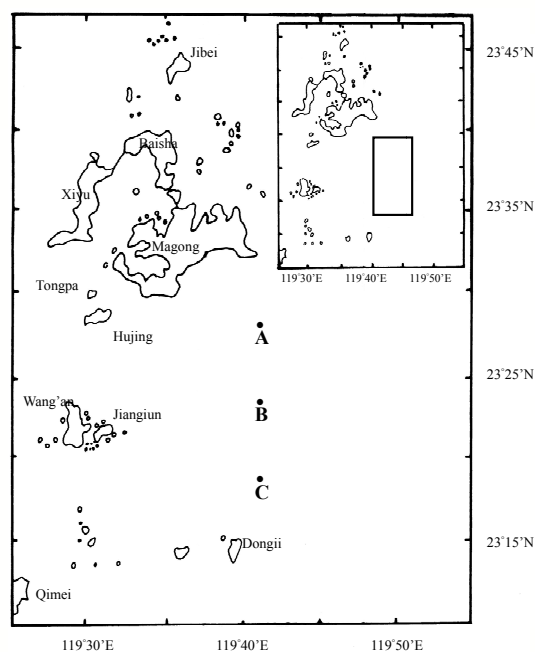 Jibei
23°45'N
Baisha
Xiyu
23°35'N
Magong
119°30'E 119°40'E 119°50'E
Tongpa
Hujing
A
23°25'N
Wang'an
Jiangiun
B
C
Dongii
23°15'N
Qimei
119°30'E 119°40'E 119°50'E